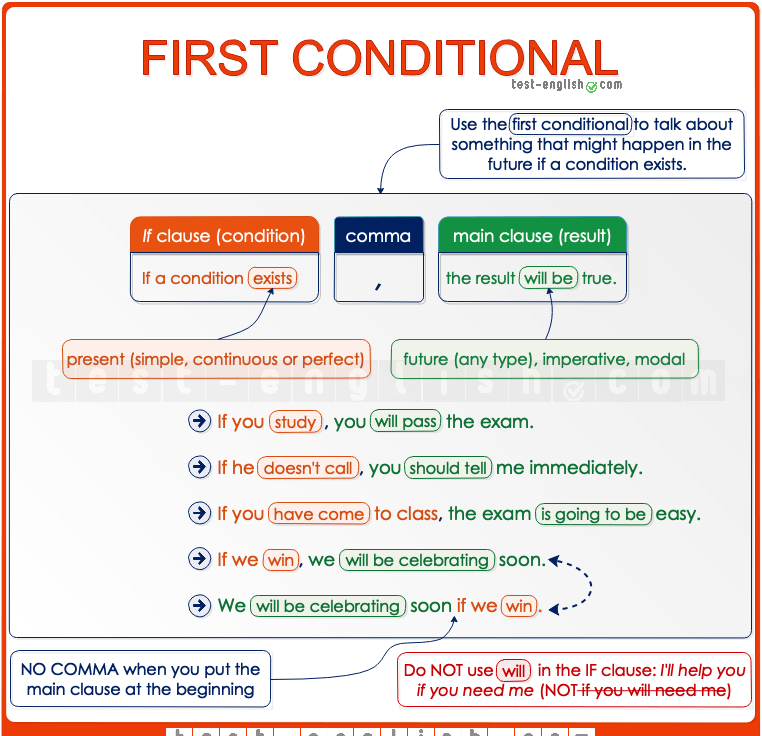 FIRST CONDITIONAL
test-english.com
Use the first conditional to talk about
something that might happen in the
future if a condition exists.
If clause (condition)
comma
main clause (result)
If a condition exists
,
the result will be true.
present (simple, continuous or perfect)
future (any type), imperative, modal
test-english.com
If you study, you will pass the exam.
If he doesn't call, you should tell me immediately.
If you have come to class, the exam is going to be easy.
If we win, we will be celebrating soon.
We will be celebrating soon if we win.
NO COMMA when you put the
main clause at the beginning
Do NOT use will in the IF clause: I'll help you
if you need me (NOT if you will need me)